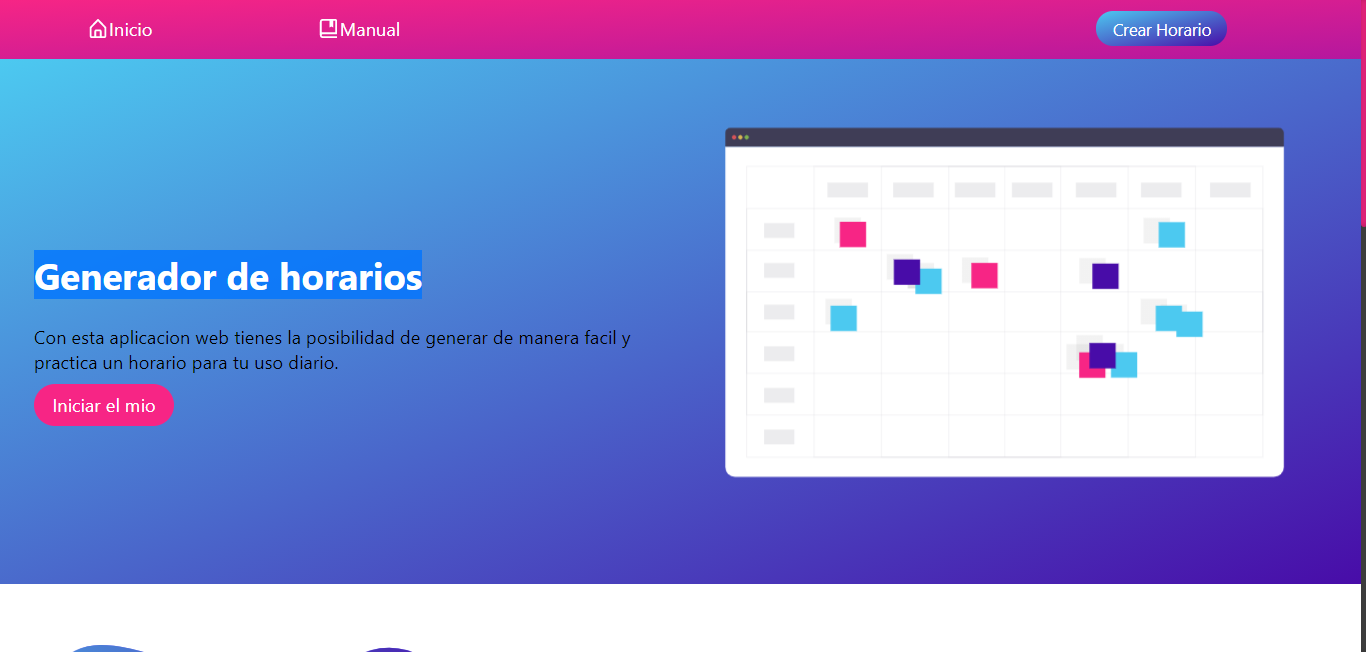 Inicio
Manual
Crear Horario
Generador de horarios
Con esta aplicacion web tienes la posibilidad de generar de manera facil y
practica un horario para tu uso diario.
Iniciar el mio